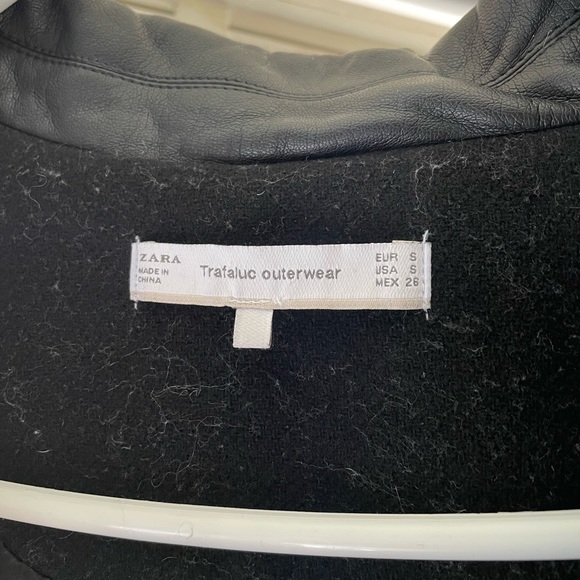 ZARA
MADE IN
CHINA
Trafaluc outerwear
EUR S
USA S
MEX 26